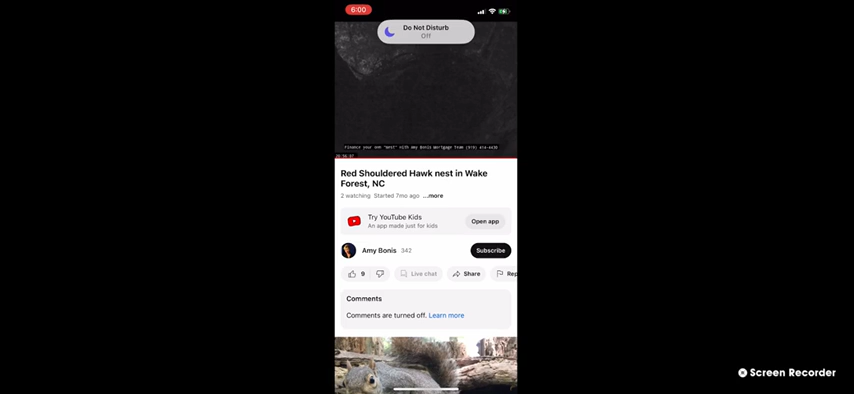 6:00
Do Not Disturb
Off
Finance your own "nest" with Amy Bonis Mortgage Team (919) 414-4436
Red Shouldered Hawk nest in Wake
Forest, NC
2 watching Started 7mo ago ...more
Try YouTube Kids
An app made just for kids
Open app
Amy Bonis 342
Subscribe
9
Live chat
Share
Rep
Comments
Comments are turned off. Learn more
Screen Recorder